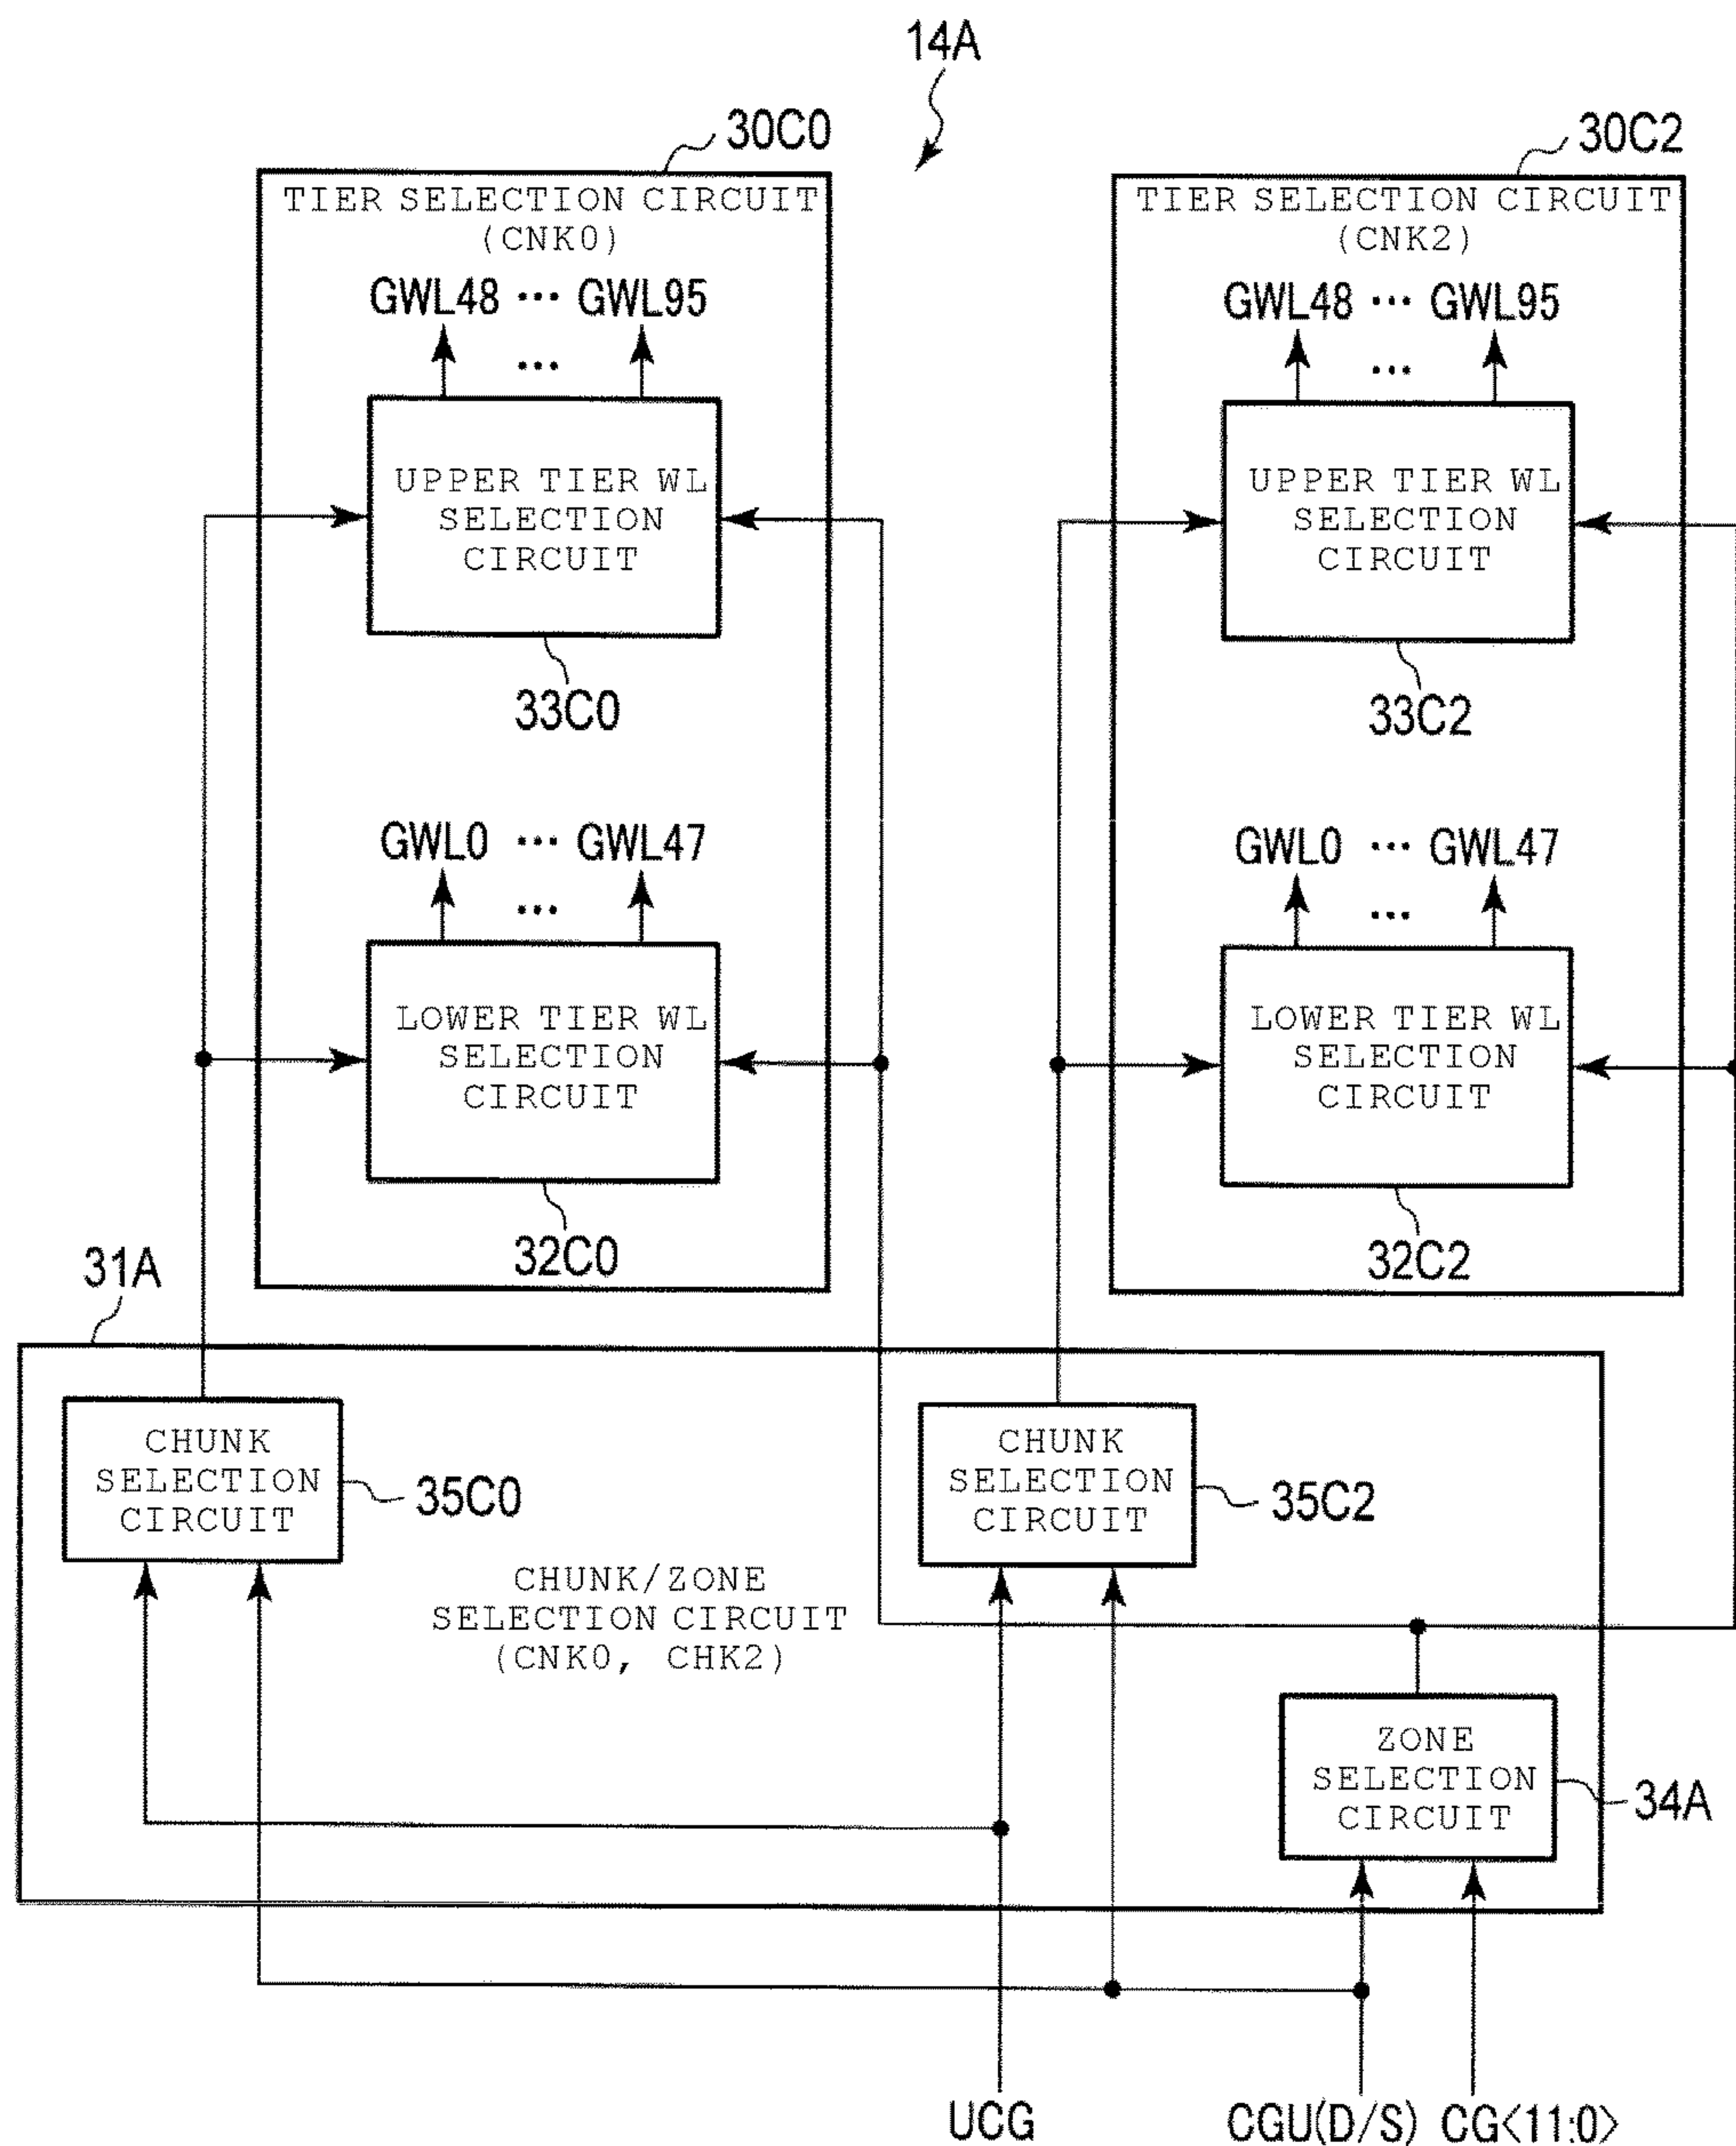 14A
30C0
30C2
TIER SELECTION CIRCUIT
(CNK0)
TIER SELECTION CIRCUIT
(CNK2)
GWL48 ••• GWL95
•••
GWL48 ••• GWL95
•••
UPPER TIER WL
SELECTION
CIRCUIT
UPPER TIER WL
SELECTION
CIRCUIT
33C0
33C2
GWL0 ••• GWL47
•••
GWL0 ••• GWL47
•••
LOWER TIER WL
SELECTION
CIRCUIT
LOWER TIER WL
SELECTION
CIRCUIT
32C0
32C2
31A
CHUNK
SELECTION
CIRCUIT
35C0
CHUNK
SELECTION
CIRCUIT
35C2
CHUNK/ZONE
SELECTION CIRCUIT
(CNK0, CHK2)
ZONE
SELECTION
CIRCUIT
34A
UCG
CGU(D/S)
CG<11:0>